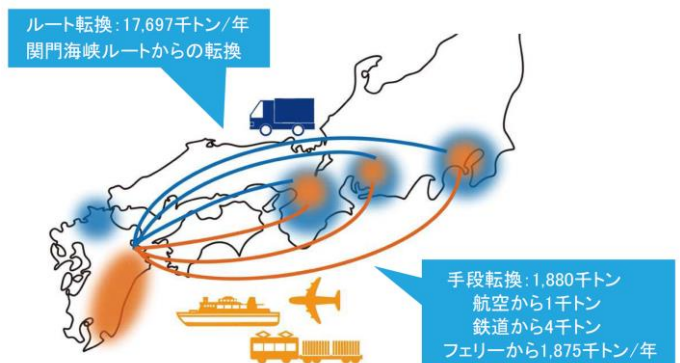 ルート転換:17,697千トン/年
関門海峡ルートからの転換
手段転換:1,880千トン
航空から1千トン
鉄道から4千トン
フェリーから1,875千トン/年